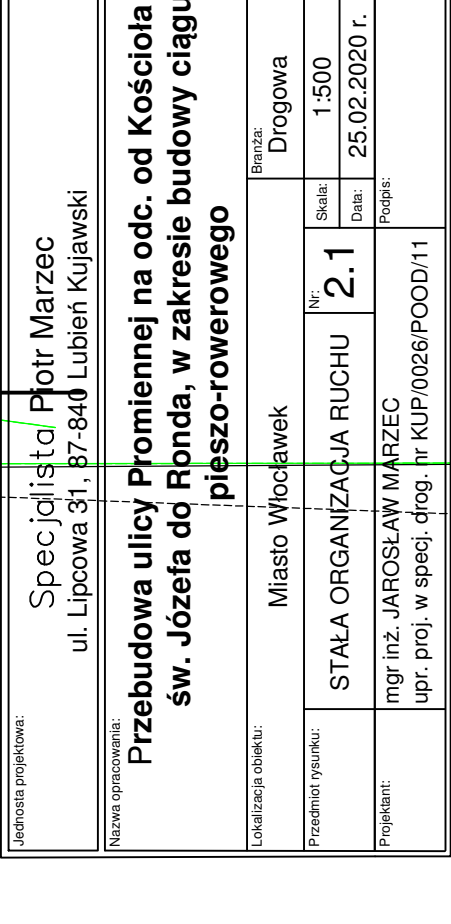 Jednosta projektowa:
Specjalista Piotr Marzec
ul. Lipcowa 31, 87-840 Lubień Kujawski
Nazwa opracowania:
Przebudowa ulicy Promiennej na odc. od Kościoła
św. Józefa do Ronda, w zakresie budowy ciągu
pieszo-rowerowego
Lokalizacja obiektu:
Miasto Włocławek
Branża:
Drogowa
Przedmiot rysunku:
STAŁA ORGANIZACJA RUCHU
Nr:
2.1
Skala:
1:500
Data:
25.02.2020 r.
Projektant:
mgr inż. JAROSŁAW MARZEC
upr. proj. w specj. drog. nr KUP/0026/POOD/11
Podpis: